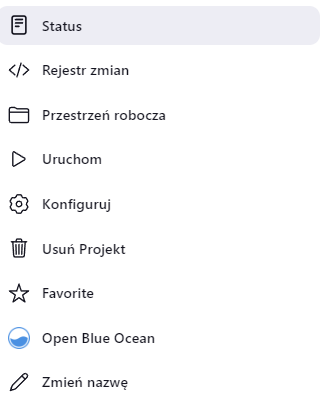 Status
Rejestr zmian
Przestrzeń robocza
Uruchom
Konfiguruj
Usuń Projekt
Favorite
Open Blue Ocean
Zmień nazwę